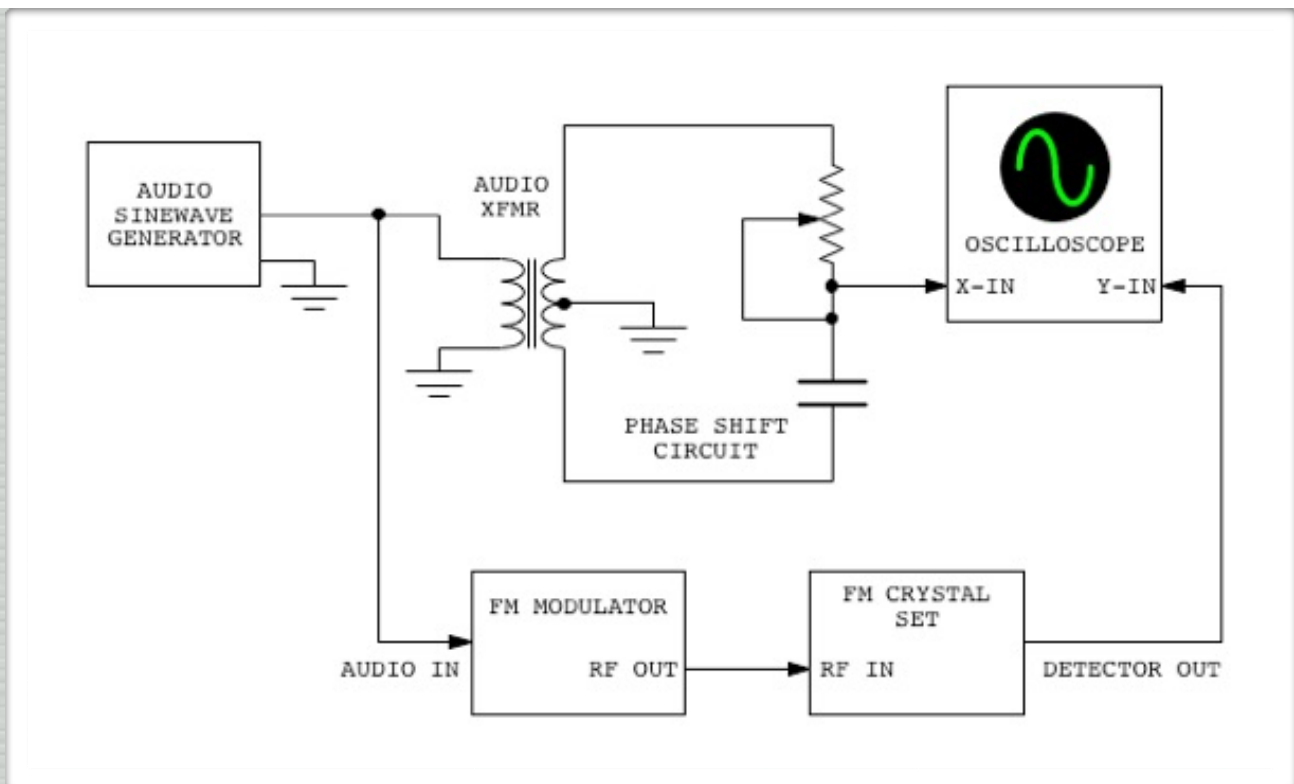 AUDIO
SINEWAVE
GENERATOR
AUDIO
XFMR
OSCILLOSCOPE
X-IN
Y-IN
PHASE SHIFT
CIRCUIT
FM MODULATOR
AUDIO IN
RF OUT
FM CRYSTAL
SET
RF IN
DETECTOR OUT